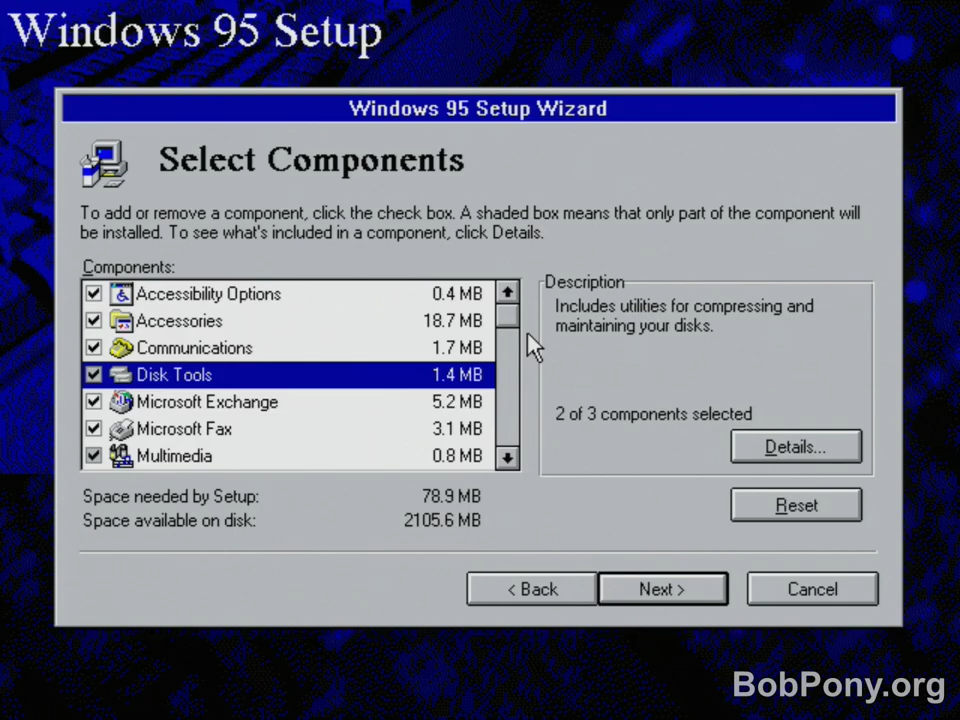 Windows 95 Setup
Windows 95 Setup Wizard
Select Components
To add or remove a component, click the check box. A shaded box means that only part of the component will
be installed. To see what's included in a component, click Details.
Components:
Accessibility Options 0.4 MB
Accessories 18.7 MB
Communications 1.7 MB
Disk Tools 1.4 MB
Microsoft Exchange 5.2 MB
Microsoft Fax 3.1 MB
Multimedia 0.8 MB
Description
Includes utilities for compressing and
maintaining your disks.
2 of 3 components selected
Details...
Space needed by Setup: 78.9 MB
Space available on disk: 2105.6 MB
Reset
< Back
Next >
Cancel
BobPony.org